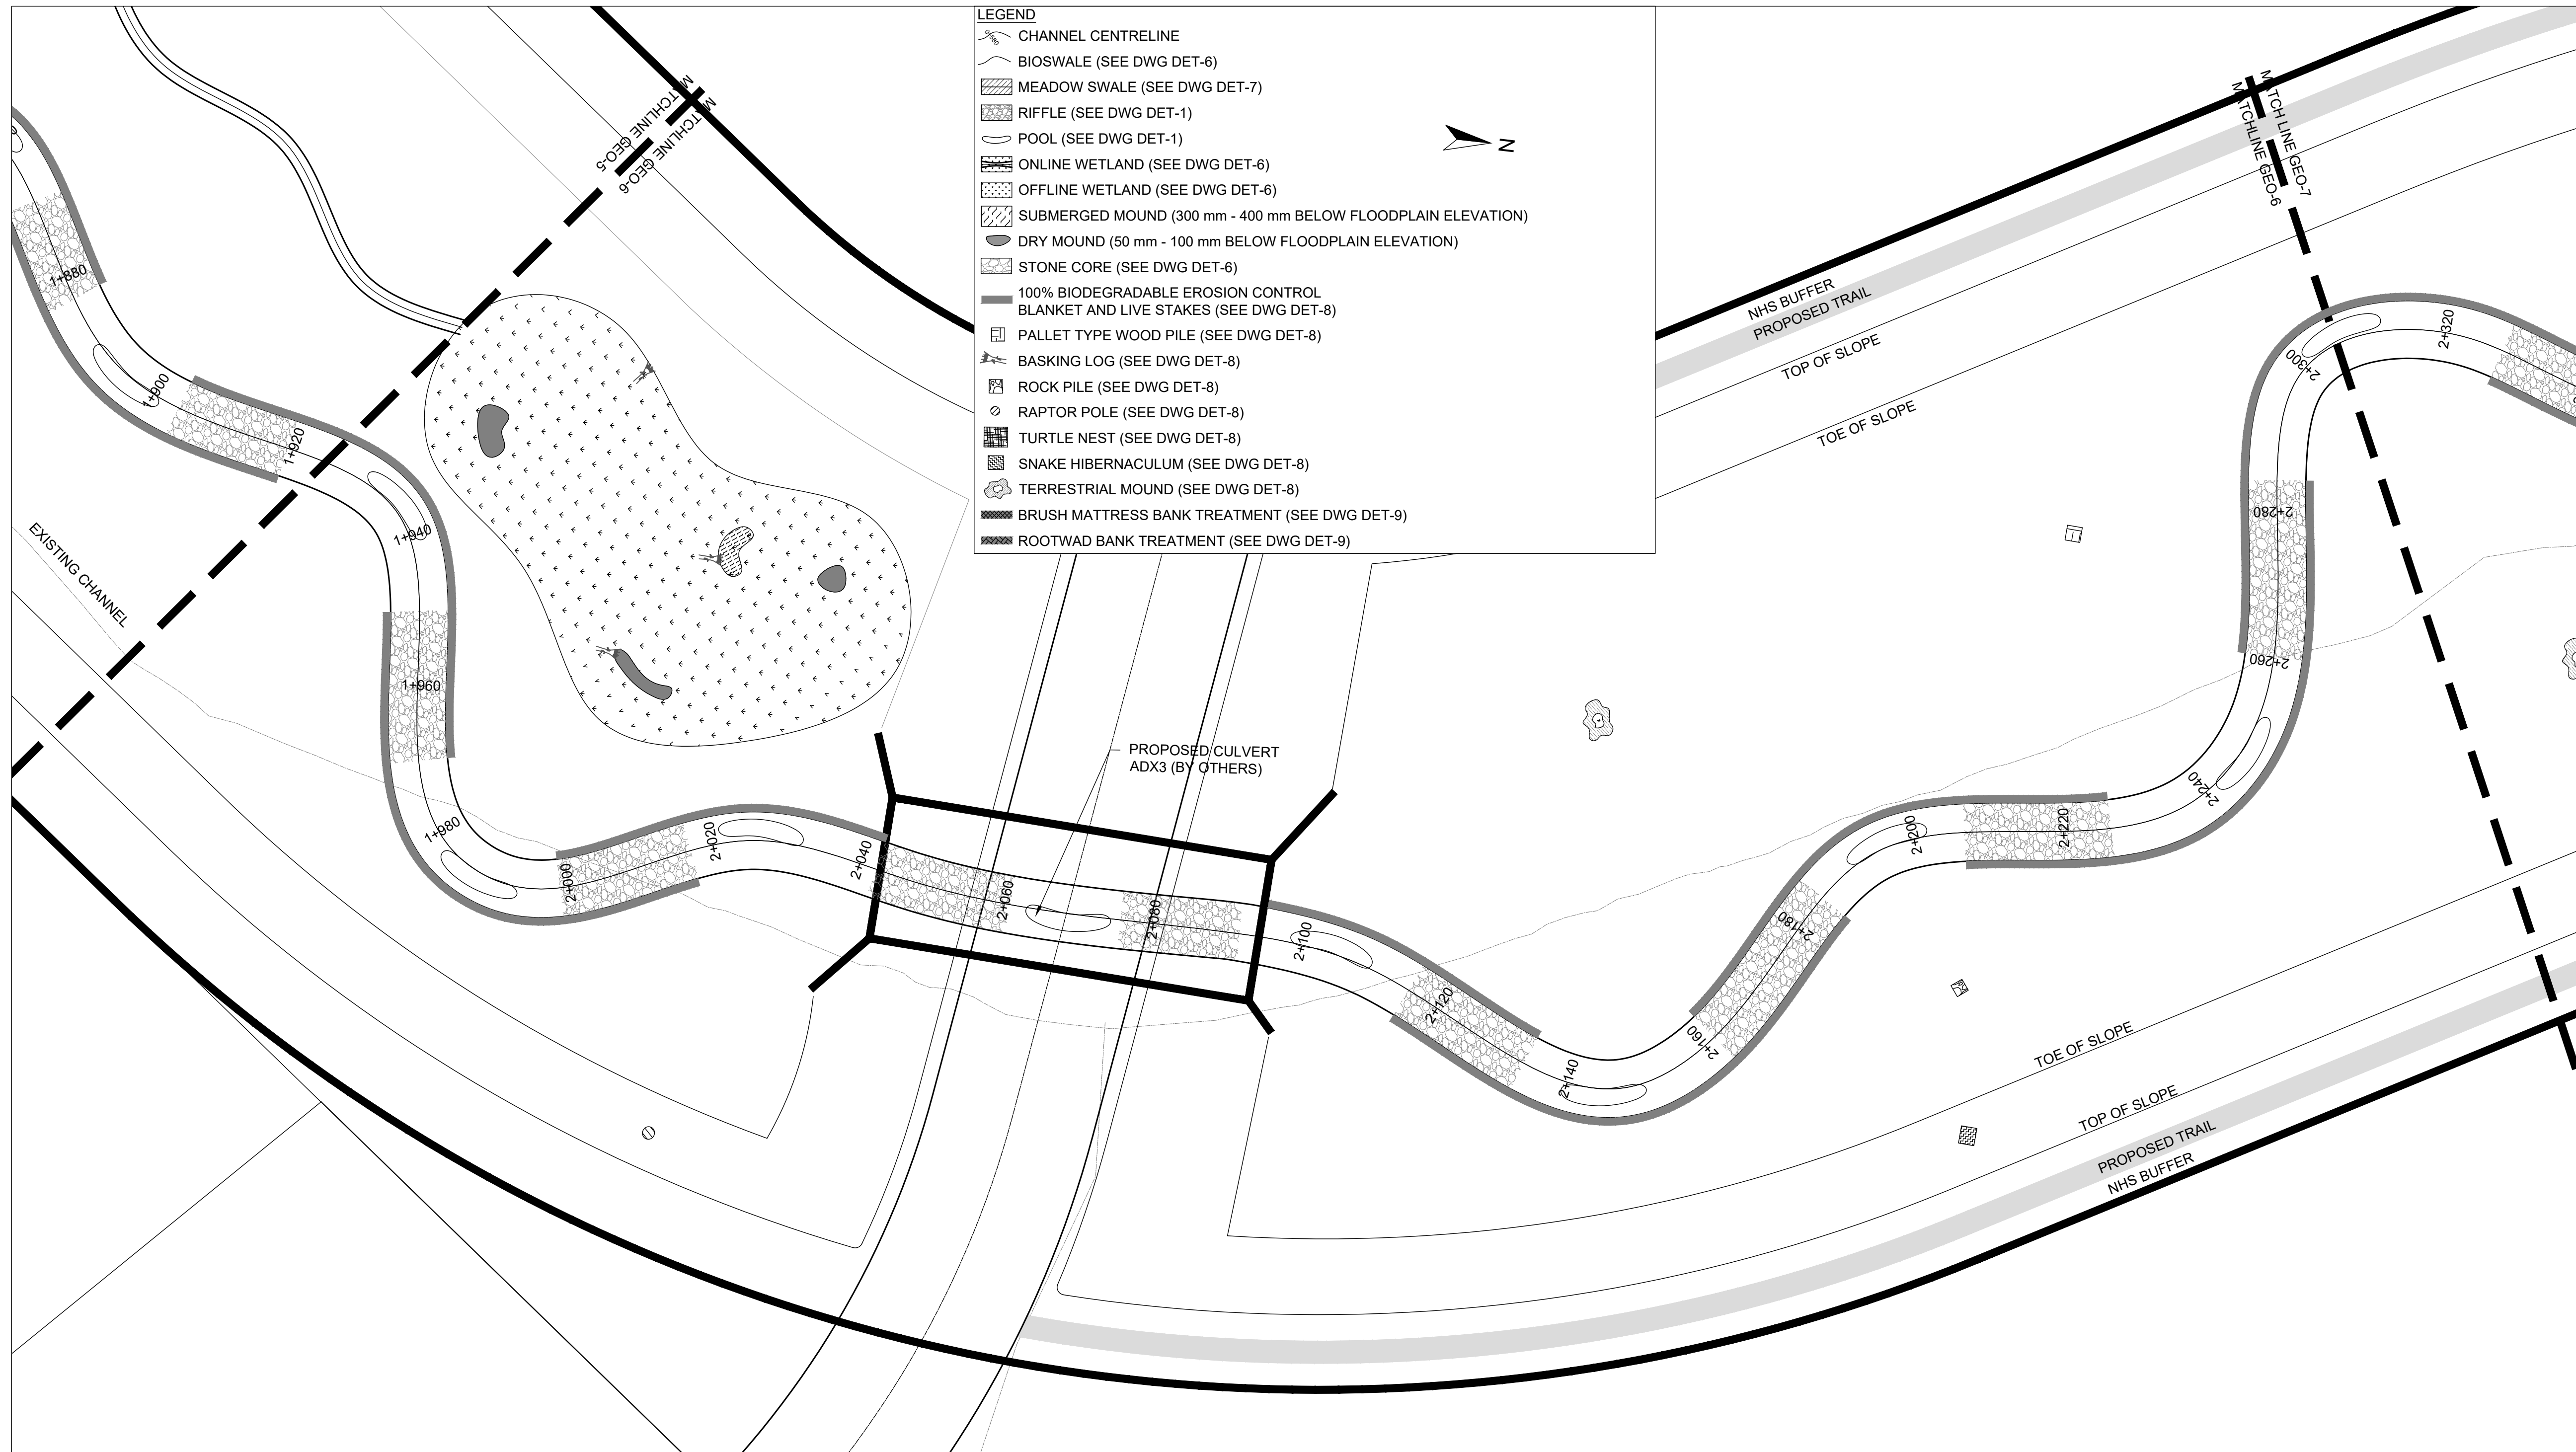 LEGEND
CHANNEL CENTRELINE
BIOSWALE (SEE DWG DET-6)
MEADOW SWALE (SEE DWG DET-7)
RIFFLE (SEE DWG DET-1)
POOL (SEE DWG DET-1)
ONLINE WETLAND (SEE DWG DET-6)
OFFLINE WETLAND (SEE DWG DET-6)
SUBMERGED MOUND (300 mm - 400 mm BELOW FLOODPLAIN ELEVATION)
DRY MOUND (50 mm - 100 mm BELOW FLOODPLAIN ELEVATION)
STONE CORE (SEE DWG DET-6)
100% BIODEGRADABLE EROSION CONTROL
BLANKET AND LIVE STAKES (SEE DWG DET-8)
PALLET TYPE WOOD PILE (SEE DWG DET-8)
BASKING LOG (SEE DWG DET-8)
ROCK PILE (SEE DWG DET-8)
RAPTOR POLE (SEE DWG DET-8)
TURTLE NEST (SEE DWG DET-8)
SNAKE HIBERNACULUM (SEE DWG DET-8)
TERRESTRIAL MOUND (SEE DWG DET-8)
BRUSH MATTRESS BANK TREATMENT (SEE DWG DET-9)
ROOTWAD BANK TREATMENT (SEE DWG DET-9)
N
MATCHLINE GEO-5
MATCHLINE GEO-6
MATCH LINE GEO-7
MATCHLINE GEO-6
NHS BUFFER
PROPOSED TRAIL
TOP OF SLOPE
TOE OF SLOPE
EXISTING CHANNEL
1+880
1+900
1+920
1+940
1+960
1+980
2+000
2+020
2+040
2+060
2+080
2+100
2+120
2+140
2+160
2+180
2+200
2+220
2+240
2+260
2+280
2+300
2+320
PROPOSED CULVERT
ADX3 (BY OTHERS)
TOE OF SLOPE
TOP OF SLOPE
PROPOSED TRAIL
NHS BUFFER